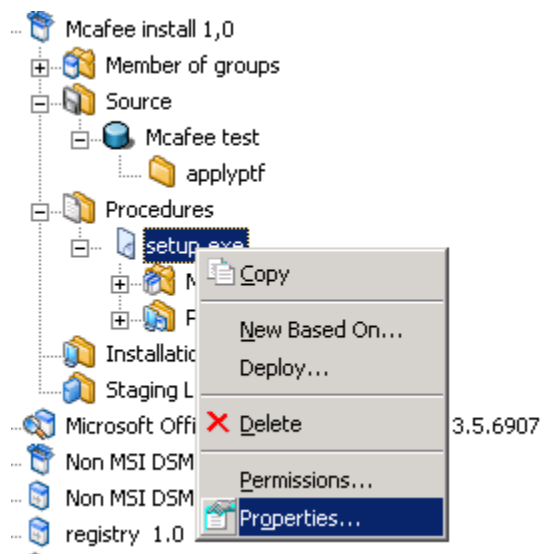 Mcafee install 1,0
Member of groups
Source
Mcafee test
applyptf
Procedures
setup.exe
Copy
New Based On...
Installatio
Deploy...
Staging L
Microsoft Offi
Delete
3.5.6907
Non MSI DSM
Permissions...
Non MSI DSM
Properties...
registry 1.0